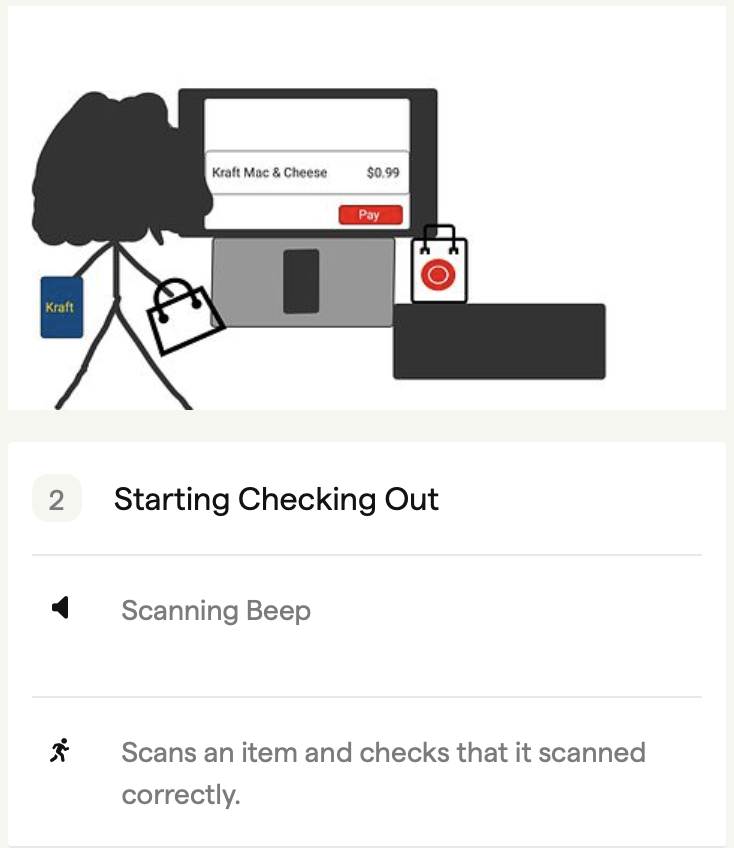 Kraft Mac & Cheese $0.99
Pay
Kraft
2 Starting Checking Out
Scanning Beep
Scans an item and checks that it scanned
correctly.